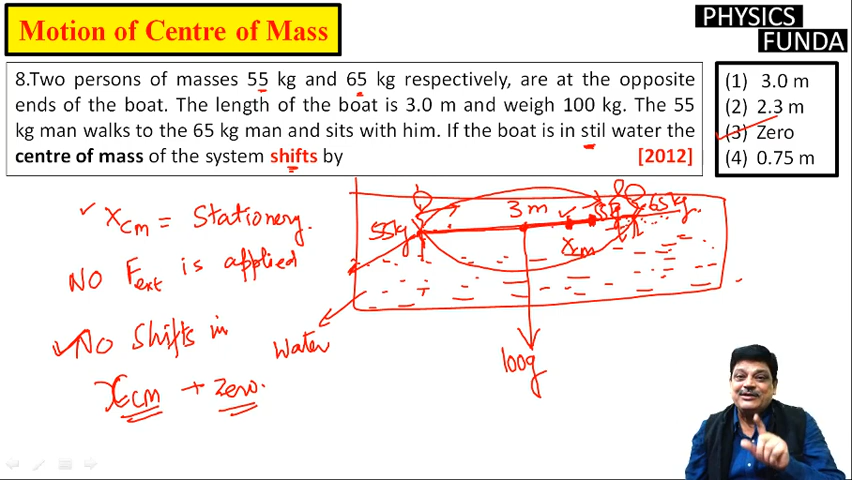 Motion of Centre of Mass
PHYSICS
FUNDA
8.Two persons of masses 55 kg and 65 kg respectively, are at the opposite
ends of the boat. The length of the boat is 3.0 m and weigh 100 kg. The 55
kg man walks to the 65 kg man and sits with him. If the boat is in stil water the
centre of mass of the system shifts by [2012]
(1) 3.0 m
(2) 2.3 m
(3) Zero
(4) 0.75 m
Xcm = Stationery.
NO Fext is applied
NO Shifts in
Xcm → Zero.
55kg
3m
65kg
Xcm
Water
100g